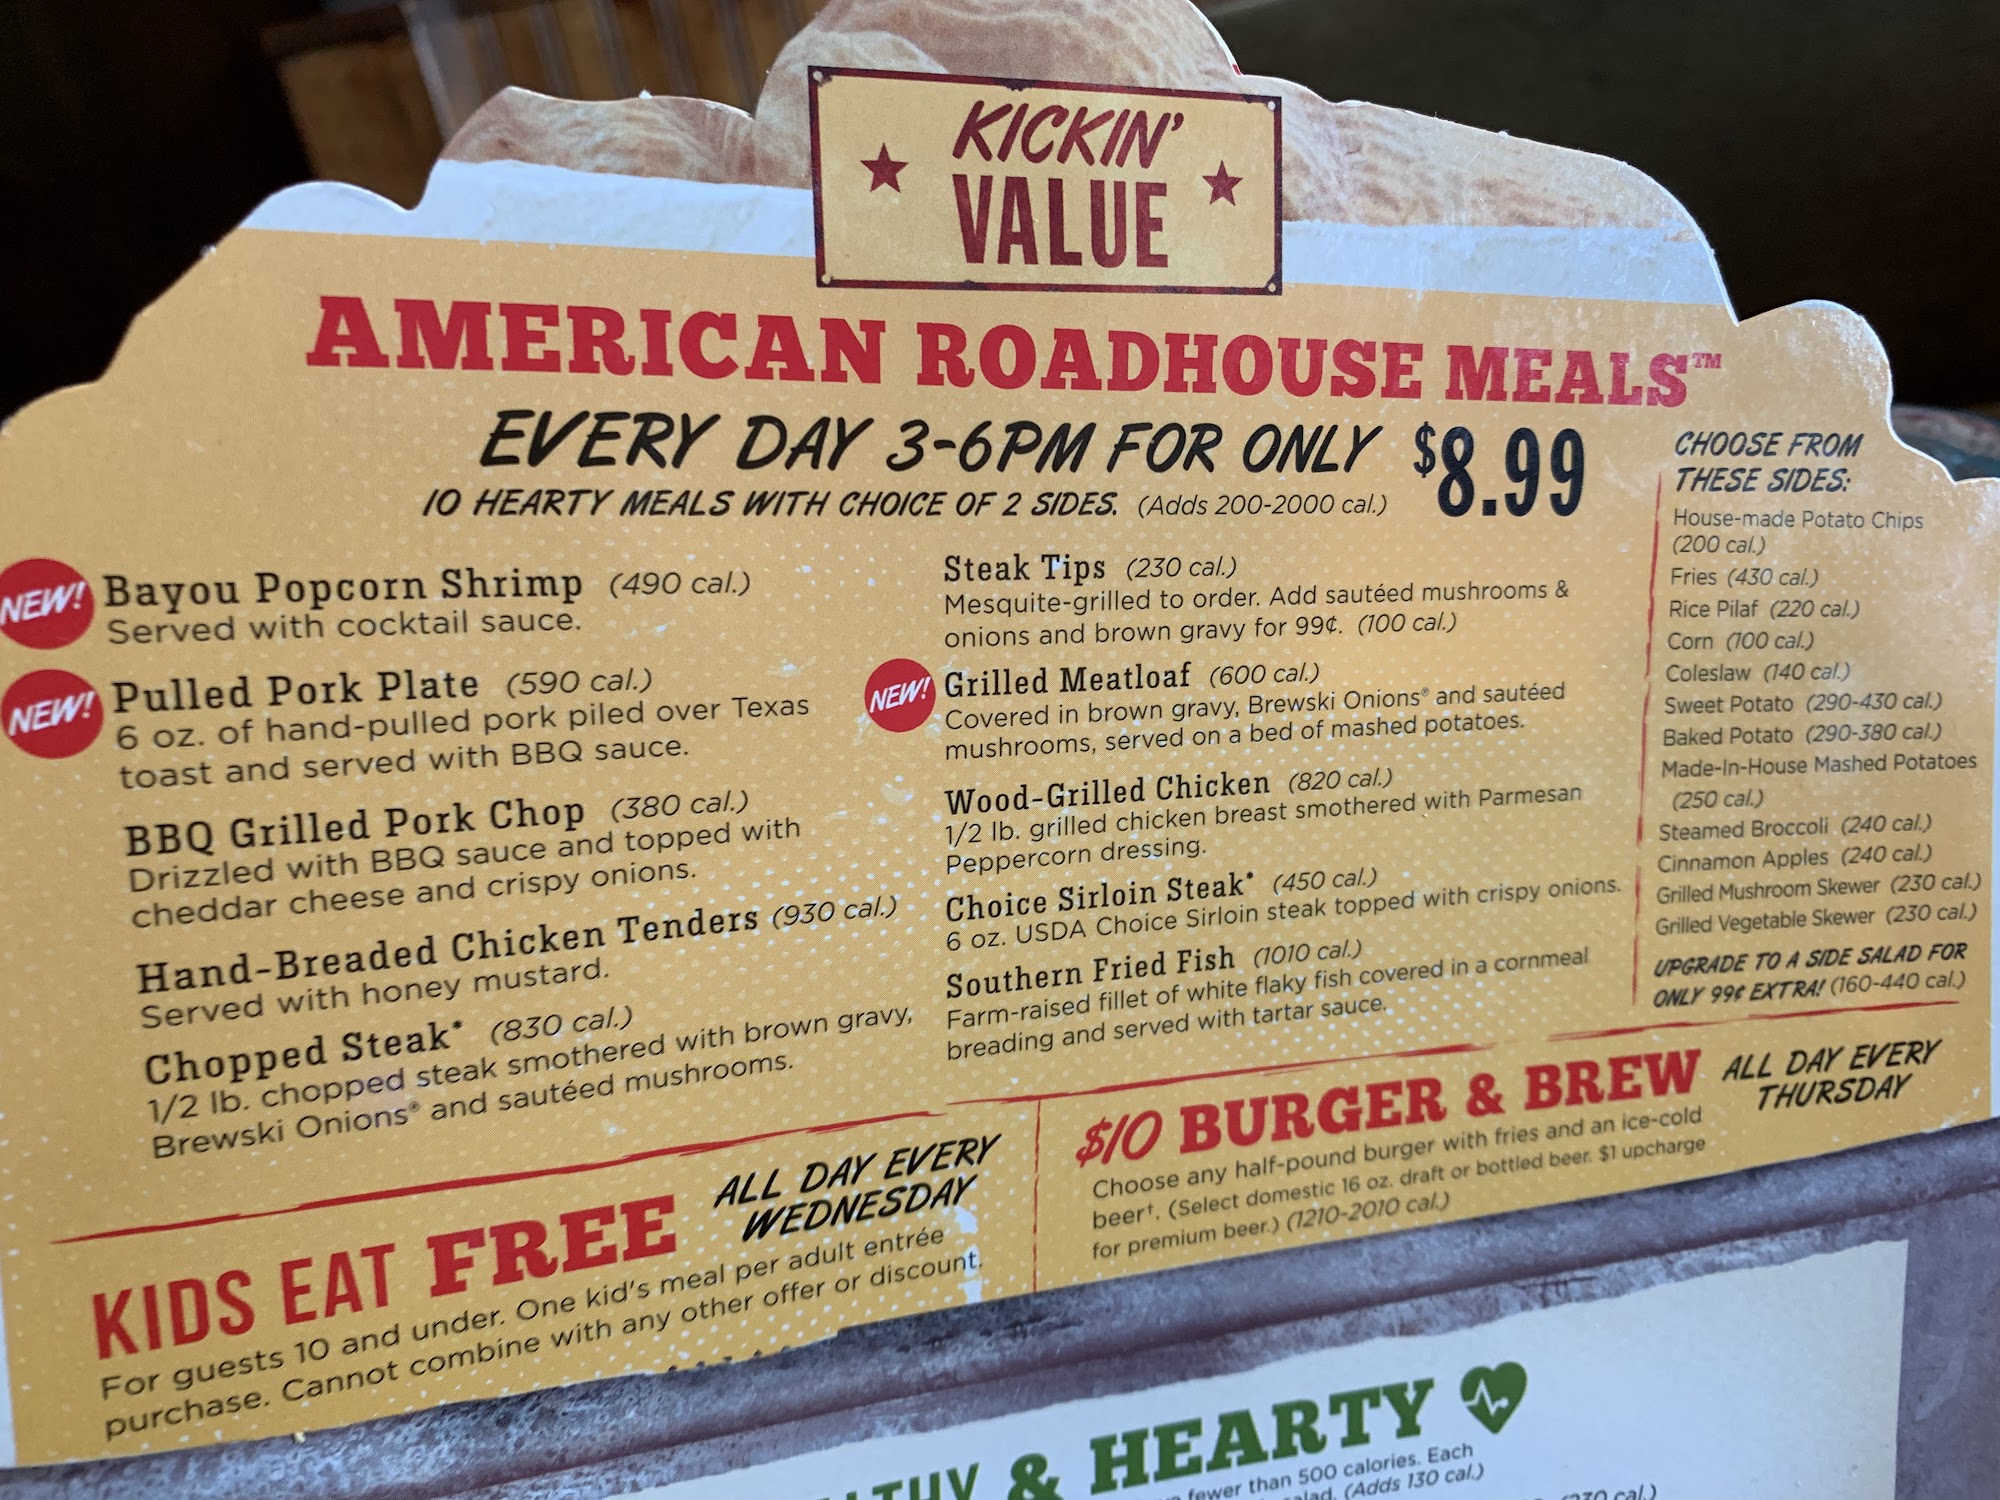 KICKIN'
VALUE
AMERICAN ROADHOUSE MEALS™
EVERY DAY 3-6PM FOR ONLY $8.99
10 HEARTY MEALS WITH CHOICE OF 2 SIDES. (Adds 200-2000 cal.)
NEW!
Bayou Popcorn Shrimp (490 cal.)
Served with cocktail sauce.
NEW!
Pulled Pork Plate (590 cal.)
6 oz. of hand-pulled pork piled over Texas
toast and served with BBQ sauce.
BBQ Grilled Pork Chop (380 cal.)
Drizzled with BBQ sauce and topped with
cheddar cheese and crispy onions.
Hand-Breaded Chicken Tenders (930 cal.)
Served with honey mustard.
Chopped Steak* (830 cal.)
1/2 lb. chopped steak smothered with brown gravy,
Brewski Onions® and sautéed mushrooms.
Steak Tips (230 cal.)
Mesquite-grilled to order. Add sautéed mushrooms &
onions and brown gravy for 99¢. (100 cal.)
NEW!
Grilled Meatloaf (600 cal.)
Covered in brown gravy, Brewski Onions® and sautéed
mushrooms, served on a bed of mashed potatoes.
Wood-Grilled Chicken (820 cal.)
1/2 lb. grilled chicken breast smothered with Parmesan
Peppercorn dressing.
Choice Sirloin Steak* (450 cal.)
6 oz. USDA Choice Sirloin steak topped with crispy onions.
Southern Fried Fish (1010 cal.)
Farm-raised fillet of white flaky fish covered in a cornmeal
breading and served with tartar sauce.
CHOOSE FROM
THESE SIDES:
House-made Potato Chips
(200 cal.)
Fries (430 cal.)
Rice Pilaf (220 cal.)
Corn (100 cal.)
Coleslaw (140 cal.)
Sweet Potato (290-430 cal.)
Baked Potato (290-380 cal.)
Made-In-House Mashed Potatoes
(250 cal.)
Steamed Broccoli (240 cal.)
Cinnamon Apples (240 cal.)
Grilled Mushroom Skewer (230 cal.)
Grilled Vegetable Skewer (230 cal.)
UPGRADE TO A SIDE SALAD FOR
ONLY 99¢ EXTRA! (160-440 cal.)
KIDS EAT FREE
ALL DAY EVERY
WEDNESDAY
For guests 10 and under. One kid's meal per adult entrée
purchase. Cannot combine with any other offer or discount.
$10 BURGER & BREW
ALL DAY EVERY
THURSDAY
Choose any half-pound burger with fries and an ice-cold
beer†. (Select domestic 16 oz. draft or bottled beer. $1 upcharge
for premium beer.) (1210-2010 cal.)
& HEARTY
fewer than 500 calories. Each
(Adds 130 cal.)
cal.)